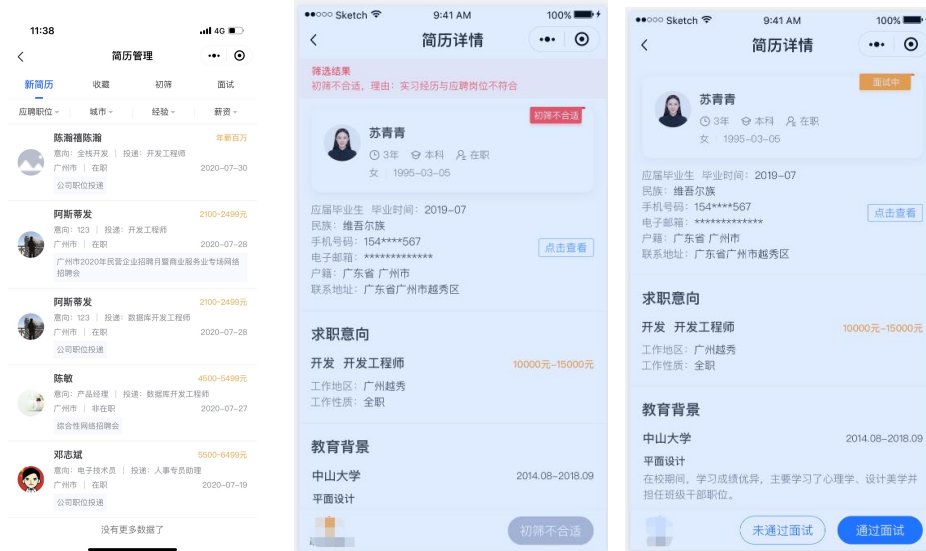 11:38
4G
简历管理
新简历 收藏 初筛 面试
应聘职位 城市 经验 薪资
陈瀚禧陈瀚 年薪百万
意向：全栈开发 | 投递：开发工程师
广州市 | 在职 2020-07-30
公司职位投递
阿斯蒂发 2100-2499元
意向：123 | 投递：开发工程师
广州市 | 在职 2020-07-28
广州市2020年民营企业招聘月暨商业服务业专场网络
招聘会
阿斯蒂发 2100-2499元
意向：123 | 投递：数据库开发工程师
广州市 | 在职 2020-07-28
公司职位投递
陈敏 4500-5499元
意向：产品经理 | 投递：数据库开发工程师
广州市 | 非在职 2020-07-27
综合性网络招聘会
邓志斌 5500-6499元
意向：电子技术员 | 投递：人事专员助理
广州市 | 在职 2020-07-19
公司职位投递
没有更多数据了
Sketch 9:41 AM 100%
简历详情
筛选结果
初筛不合适，理由：实习经历与应聘岗位不符合
初筛不合适
苏青青
3年 本科 在职
女 | 1995-03-05
应届毕业生 毕业时间：2019-07
民族：维吾尔族
手机号码：154****567
点击查看
电子邮箱：*************
户籍：广东省 广州市
联系地址：广东省广州市越秀区
求职意向
开发 开发工程师 10000元-15000元
工作地区：广州越秀
工作性质：全职
教育背景
中山大学 2014.08-2018.09
平面设计
初筛不合适
Sketch 9:41 AM 100%
简历详情
面试中
苏青青
3年 本科 在职
女 | 1995-03-05
应届毕业生 毕业时间：2019-07
民族：维吾尔族
手机号码：154****567
点击查看
电子邮箱：*************
户籍：广东省 广州市
联系地址：广东省广州市越秀区
求职意向
开发 开发工程师 10000元-15000元
工作地区：广州越秀
工作性质：全职
教育背景
中山大学 2014.08-2018.09
平面设计
在校期间，学习成绩优异，主要学习了心理学、设计美学并
担任班级干部职位。
未通过面试 通过面试